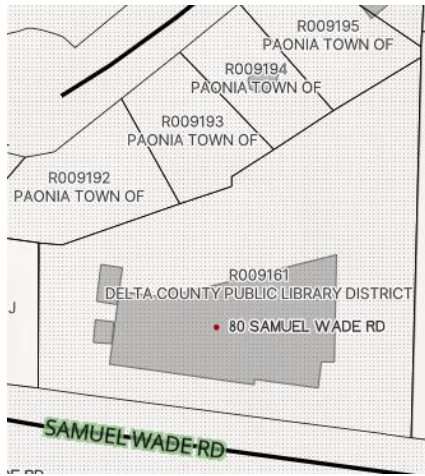 R009195
PAONIA TOWN OF
R009194
PAONIA TOWN OF
R009193
PAONIA TOWN OF
R009192
PAONIA TOWN OF
R009161
DELTA COUNTY PUBLIC LIBRARY DISTRICT
J
80 SAMUEL WADE RD
SAMUEL WADE RD